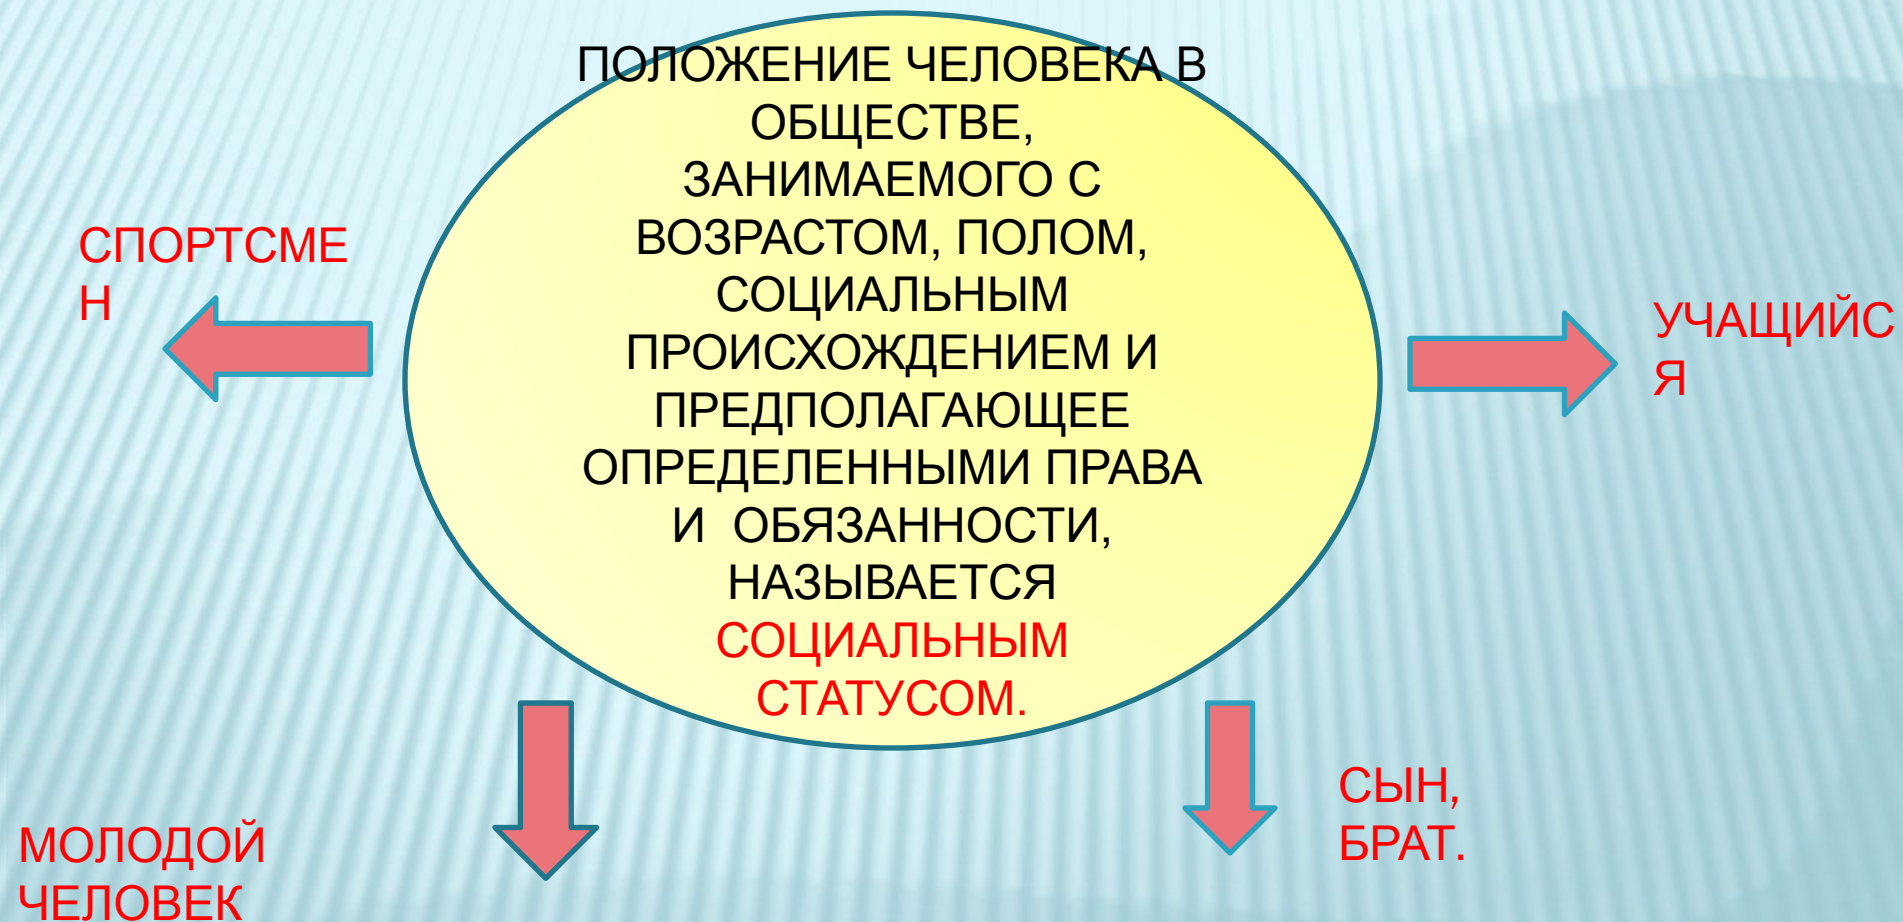 ПОЛОЖЕНИЕ ЧЕЛОВЕКА В
ОБЩЕСТВЕ,
ЗАНИМАЕМОГО С
ВОЗРАСТОМ, ПОЛОМ,
СОЦИАЛЬНЫМ
ПРОИСХОЖДЕНИЕМ И
ПРЕДПОЛАГАЮЩЕЕ
ОПРЕДЕЛЕННЫМИ ПРАВА
И ОБЯЗАННОСТИ,
НАЗЫВАЕТСЯ
СОЦИАЛЬНЫМ
СТАТУСОМ.
СПОРТСМЕ
Н
УЧАЩИЙС
Я
МОЛОДОЙ
ЧЕЛОВЕК
СЫН,
БРАТ.